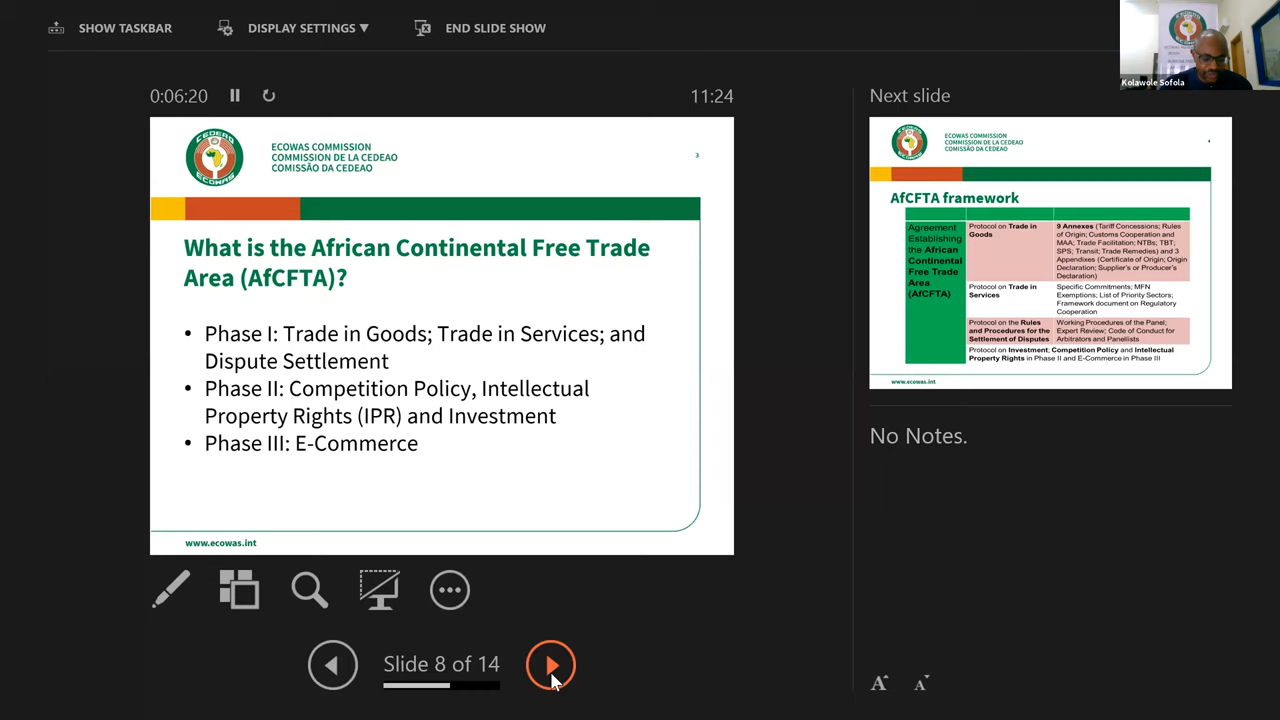 SHOW TASKBAR
DISPLAY SETTINGS ▼
END SLIDE SHOW
Kolawole Sofola
0:06:20
11:24
Next slide
CEDEAO
ECOWAS
ECOWAS COMMISSION
COMMISSION DE LA CEDEAO
COMISSÃO DA CEDEAO
3
What is the African Continental Free Trade
Area (AfCFTA)?
• Phase I: Trade in Goods; Trade in Services; and
Dispute Settlement
• Phase II: Competition Policy, Intellectual
Property Rights (IPR) and Investment
• Phase III: E-Commerce
www.ecowas.int
ECOWAS COMMISSION
COMMISSION DE LA CEDEAO
COMISSÃO DA CEDEAO
AfCFTA framework
Agreement
Establishing
the African
Continental
Free Trade
Area
(AfCFTA)
Protocol on Trade in
Goods
9 Annexes (Tariff Concessions; Rules
of Origin; Customs Cooperation and
MAA; Trade Facilitation; NTBs; TBT;
SPS; Transit; Trade Remedies) and 3
Appendixes (Certificate of Origin; Origin
Declaration; Supplier's or Producer's
Declaration)
Protocol on Trade in
Services
Specific Commitments; MFN
Exemptions; List of Priority Sectors;
Framework document on Regulatory
Cooperation
Protocol on the Rules
and Procedures for the
Settlement of Disputes
Working Procedures of the Panel;
Expert Review; Code of Conduct for
Arbitrators and Panelists
Protocol on Investment; Competition Policy and Intellectual
Property Rights in Phase II and E-Commerce in Phase III
www.ecowas.int
No Notes.
Slide 8 of 14
A A